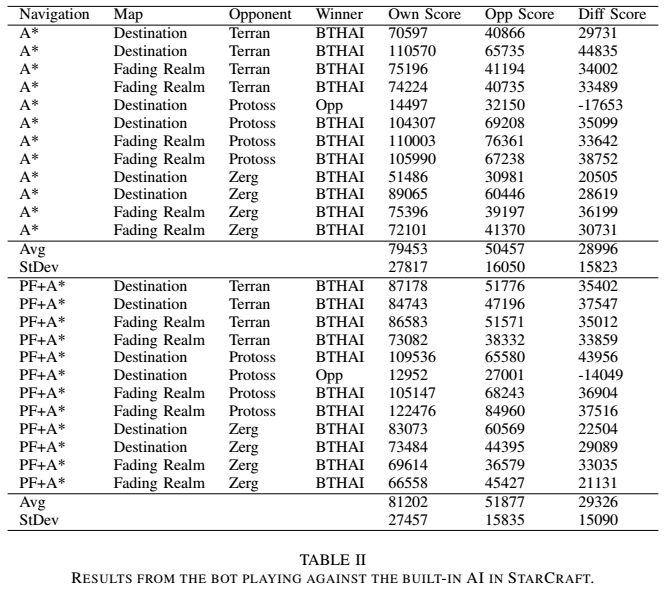 Navigation Map Opponent Winner Own Score Opp Score Diff Score
A* Destination Terran BTHAI 70597 40866 29731
A* Destination Terran BTHAI 110570 65735 44835
A* Fading Realm Terran BTHAI 75196 41194 34002
A* Fading Realm Terran BTHAI 74224 40735 33489
A* Destination Protoss Opp 14497 32150 -17653
A* Destination Protoss BTHAI 104307 69208 35099
A* Fading Realm Protoss BTHAI 110003 76361 33642
A* Fading Realm Protoss BTHAI 105990 67238 38752
A* Destination Zerg BTHAI 51486 30981 20505
A* Destination Zerg BTHAI 89065 60446 28619
A* Fading Realm Zerg BTHAI 75396 39197 36199
A* Fading Realm Zerg BTHAI 72101 41370 30731
Avg 79453 50457 28996
StDev 27817 16050 15823
PF+A* Destination Terran BTHAI 87178 51776 35402
PF+A* Destination Terran BTHAI 84743 47196 37547
PF+A* Fading Realm Terran BTHAI 86583 51571 35012
PF+A* Fading Realm Terran BTHAI 73082 38332 33859
PF+A* Destination Protoss BTHAI 109536 65580 43956
PF+A* Destination Protoss Opp 12952 27001 -14049
PF+A* Fading Realm Protoss BTHAI 105147 68243 36904
PF+A* Fading Realm Protoss BTHAI 122476 84960 37516
PF+A* Destination Zerg BTHAI 83073 60569 22504
PF+A* Destination Zerg BTHAI 73484 44395 29089
PF+A* Fading Realm Zerg BTHAI 69614 36579 33035
PF+A* Fading Realm Zerg BTHAI 66558 45427 21131
Avg 81202 51877 29326
StDev 27457 15835 15090
TABLE II
RESULTS FROM THE BOT PLAYING AGAINST THE BUILT-IN AI IN STARCRAFT.